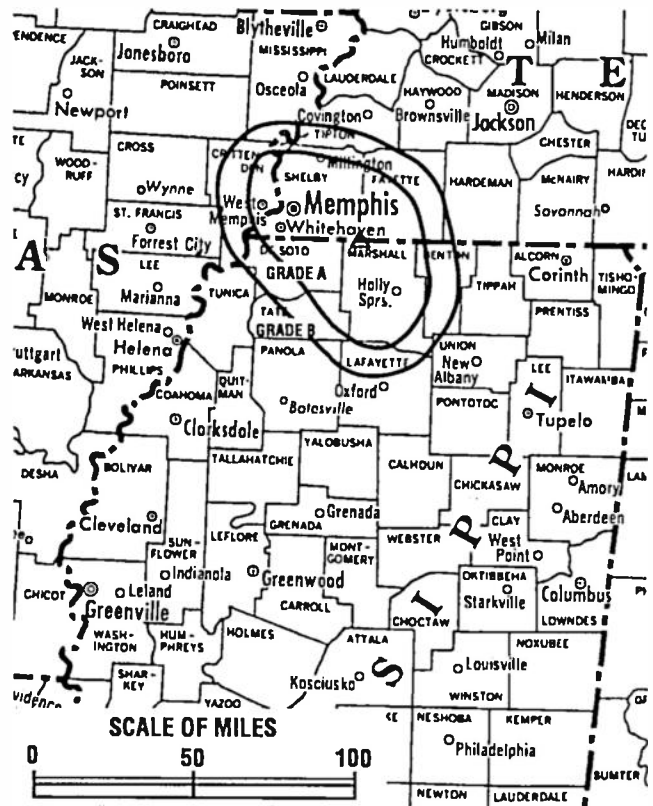 CRAIGHEAD
Blytheville
GIBSON
PENDENCE
Jonesboro
MISSISSIPPI
Humboldt
Milan
JACK-
SON
CROCKETT
T E
POINSETT
Osceola
LAUDERDALE
HAYWOOD
MADISON
HENDERSON
Newport
Covington
Brownsville
Jackson
TIPTON
CROSS
CRITTEN
DEN
Millington
CHESTER
WOOD-
RUFF
SHELBY
FAYETTE
HARDEMAN
McNAIRY
Wynne
West
Memphis
Memphis
Savannah
ST. FRANCIS
Whitehaven
Forrest City
A S
DE SOTO
MARSHALL
BENTON
ALCORN
LEE
GRADE A
Corinth
TISHO-
MINGO
Marianna
TUNICA
Holly
Sprs.
TIPPAH
MONROE
TATE
PRENTISS
West Helena
GRADE B
Helena
UNION
PHILLIPS
PANOLA
LAFAYETTE
New
Albany
LEE
ARKANSAS
QUIT-
MAN
ITAWAMBA
COAHOMA
Oxford
I
Batesville
PONTOTOC
Tupelo
Clarksdale
YALOBUSHA
BOLIVAR
TALLAHATCHIE
CALHOUN
P
MONROE
DESHA
CHICKASAW
Amory
Cleveland
Grenada
CLAY
Aberdeen
GRENADA
P
SUN-
FLOWER
LEFLORE
MONT-
GOMERY
WEBSTER
West
Point
Indianola
Greenwood
OKTIBBEHA
Columbus
CHICOT
Leland
Greenville
I
Starkville
CARROLL
CHOCTAW
LOWNDES
WASH-
INGTON
HUM-
PHREYS
HOLMES
ATTALA
NOXUBEE
SHAR-
KEY
Kosciusko
S
Louisville
YAZOO
WINSTON
SCALE OF MILES
NESHOBA
KEMPER
0 50 100
Philadelphia
SUMTER
NEWTON
LAUDERDALE